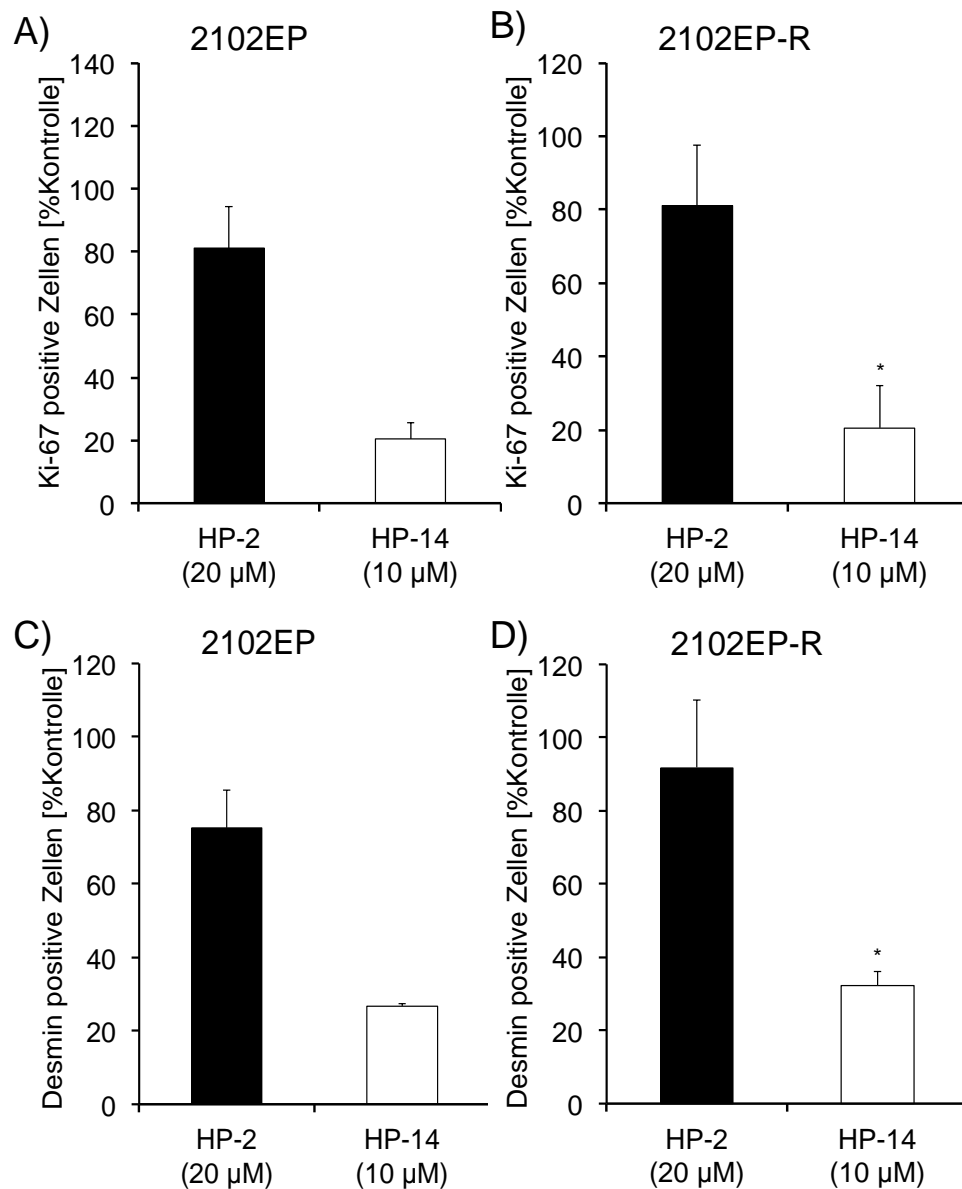 A)
2102EP
Ki-67 positive Zellen [%Kontrolle]
140
120
100
80
60
40
20
0
HP-2
(20 µM)
HP-14
(10 µM)
B)
2102EP-R
Ki-67 positive Zellen [%Kontrolle]
120
100
80
60
40
20
0
*
HP-2
(20 µM)
HP-14
(10 µM)
C)
2102EP
Desmin positive Zellen [%Kontrolle]
120
100
80
60
40
20
0
HP-2
(20 µM)
HP-14
(10 µM)
D)
2102EP-R
Desmin positive Zellen [%Kontrolle]
120
100
80
60
40
20
0
*
HP-2
(20 µM)
HP-14
(10 µM)